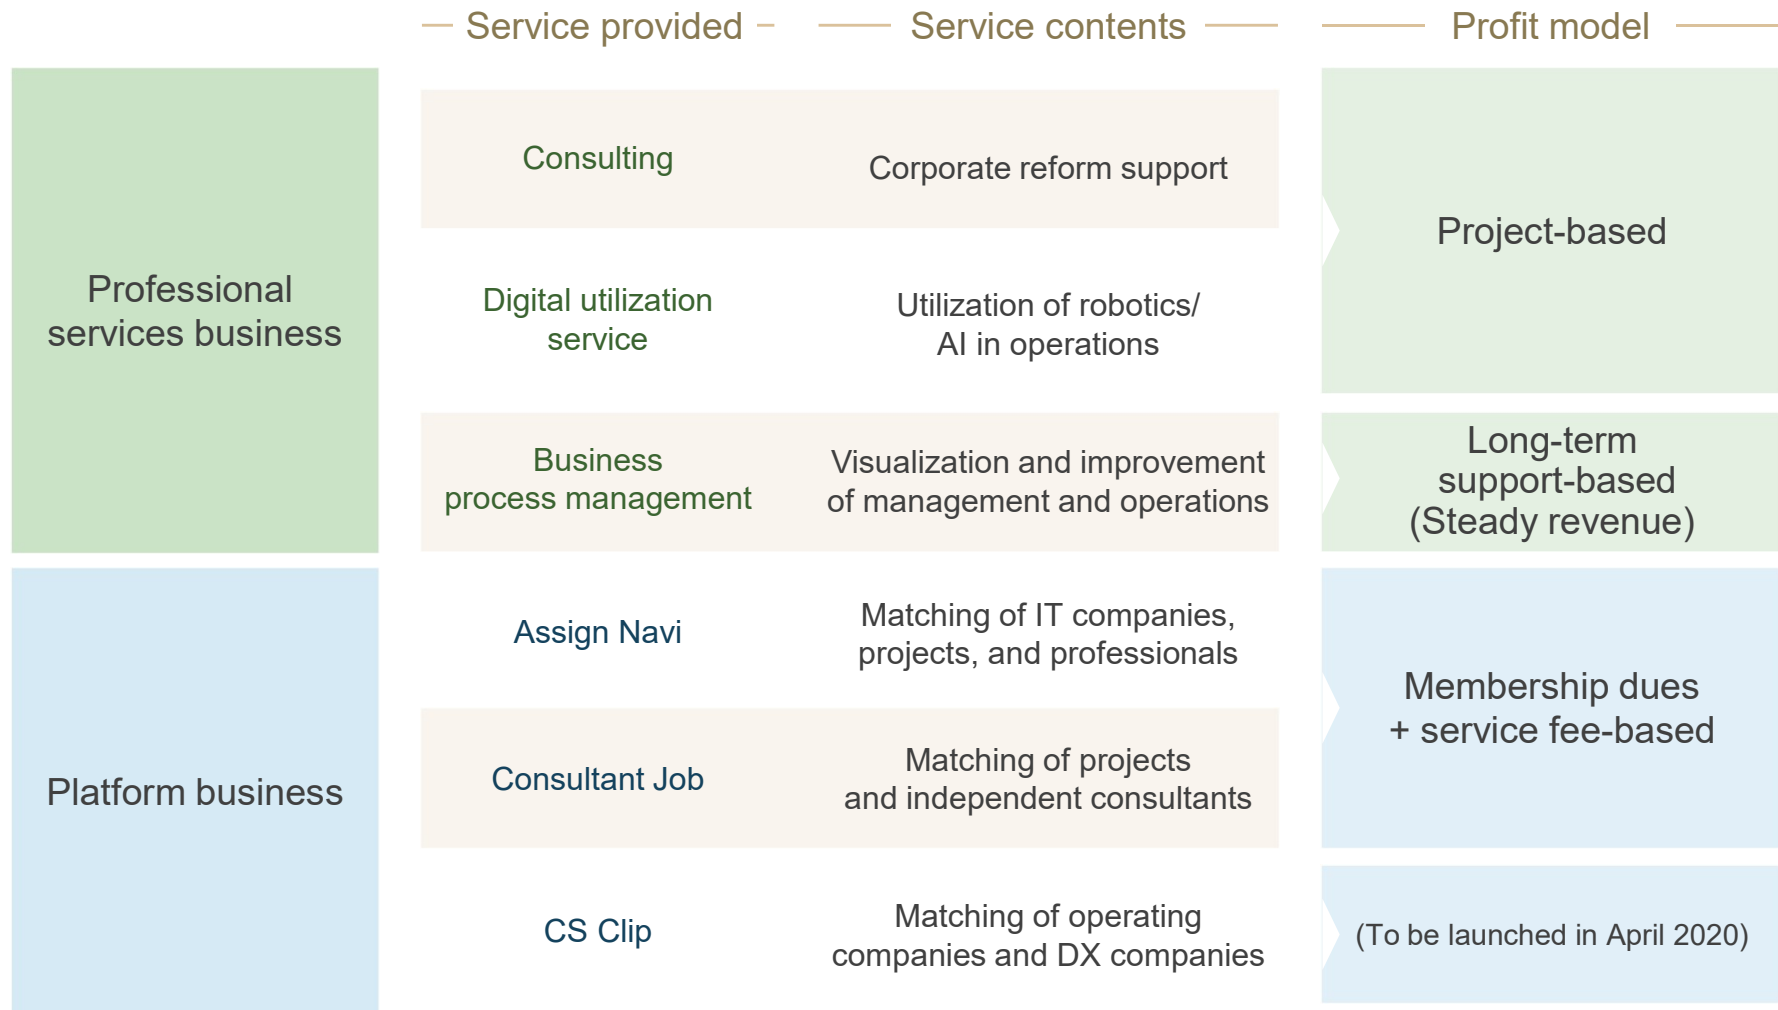 Service provided
Service contents
Profit model
Professional
services business
Consulting
Corporate reform support
Project-based
Digital utilization
service
Utilization of robotics/
AI in operations
Business
process management
Visualization and improvement
of management and operations
Long-term
support-based
(Steady revenue)
Platform business
Assign Navi
Matching of IT companies,
projects, and professionals
Membership dues
+ service fee-based
Consultant Job
Matching of projects
and independent consultants
CS Clip
Matching of operating
companies and DX companies
(To be launched in April 2020)